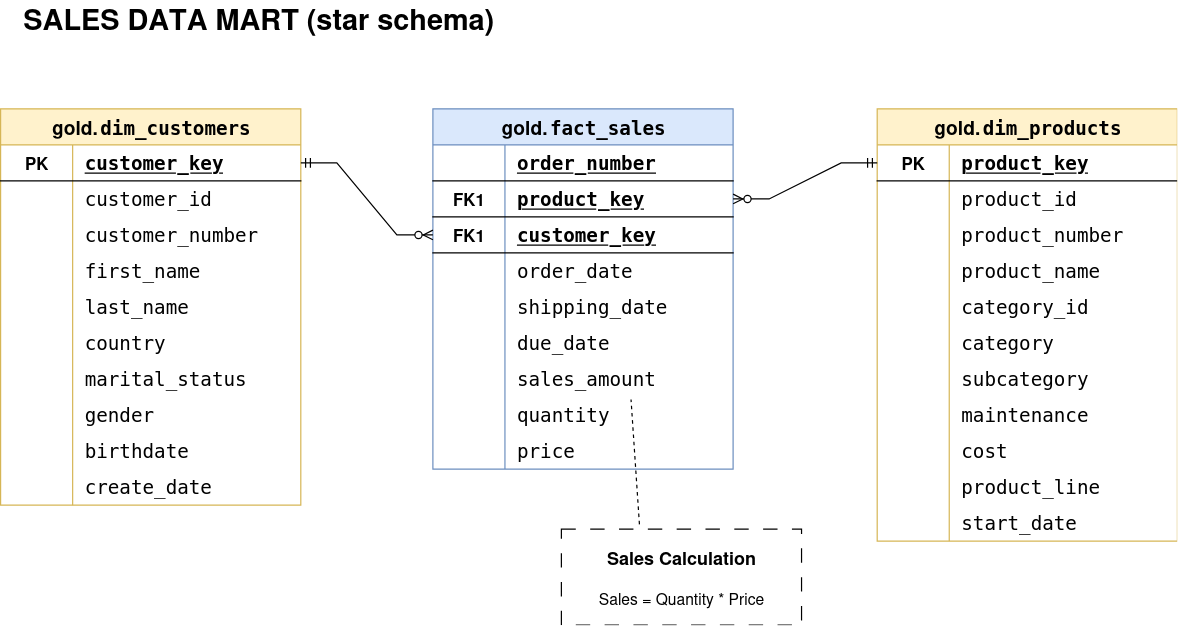 SALES DATA MART (star schema)
gold.dim_customers
PK customer_key
customer_id
customer_number
first_name
last_name
country
marital_status
gender
birthdate
create_date
gold.fact_sales
order_number
FK1 product_key
FK1 customer_key
order_date
shipping_date
due_date
sales_amount
quantity
price
Sales Calculation
Sales = Quantity * Price
gold.dim_products
PK product_key
product_id
product_number
product_name
category_id
category
subcategory
maintenance
cost
product_line
start_date